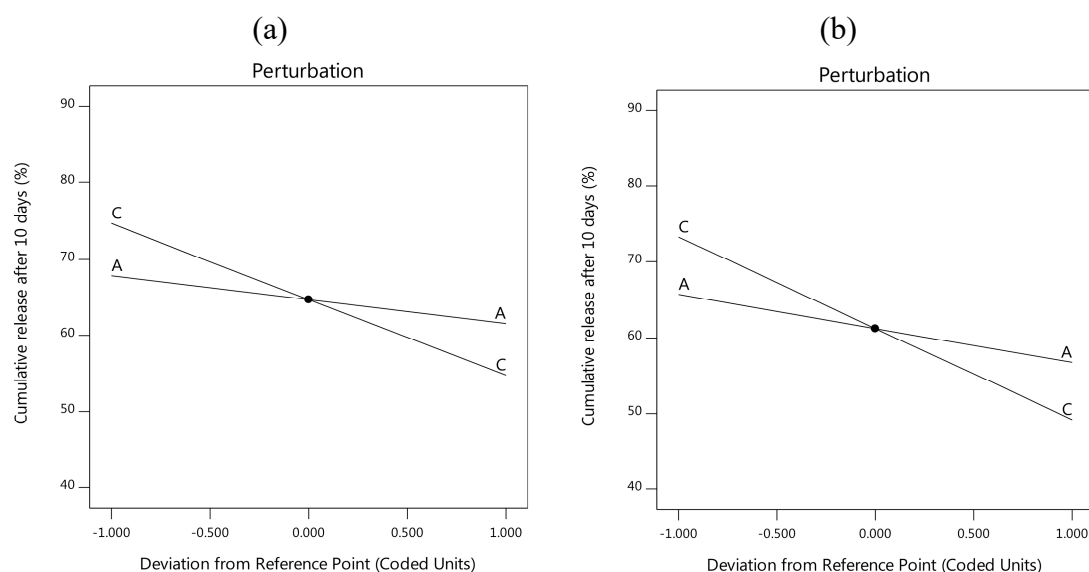 (a)
Perturbation
Cumulative release after 10 days (%)
90
80
70
60
50
40
C
A
A
C
-1.000
-0.500
0.000
0.500
1.000
Deviation from Reference Point (Coded Units)
(b)
Perturbation
Cumulative release after 10 days (%)
90
80
70
60
50
40
C
A
A
C
-1.000
-0.500
0.000
0.500
1.000
Deviation from Reference Point (Coded Units)